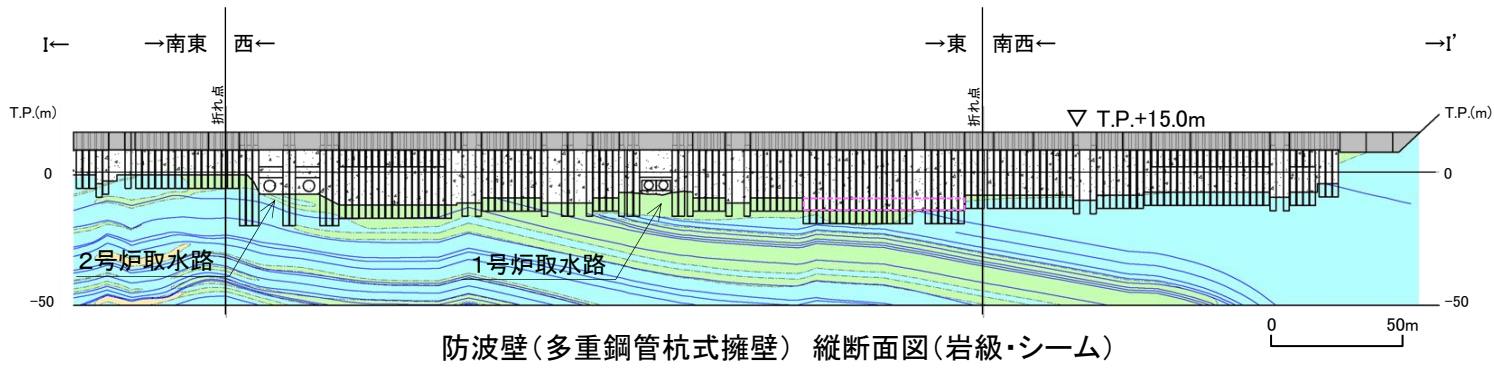 I← →南東 西← →東 南西← →I'
T.P.(m) 折れ点 折れ点 ▽ T.P.+15.0m T.P.(m)
0 0
2号炉取水路 1号炉取水路
-50 -50
0 50m
防波壁(多重鋼管杭式擁壁) 縦断面図(岩級・シーム)